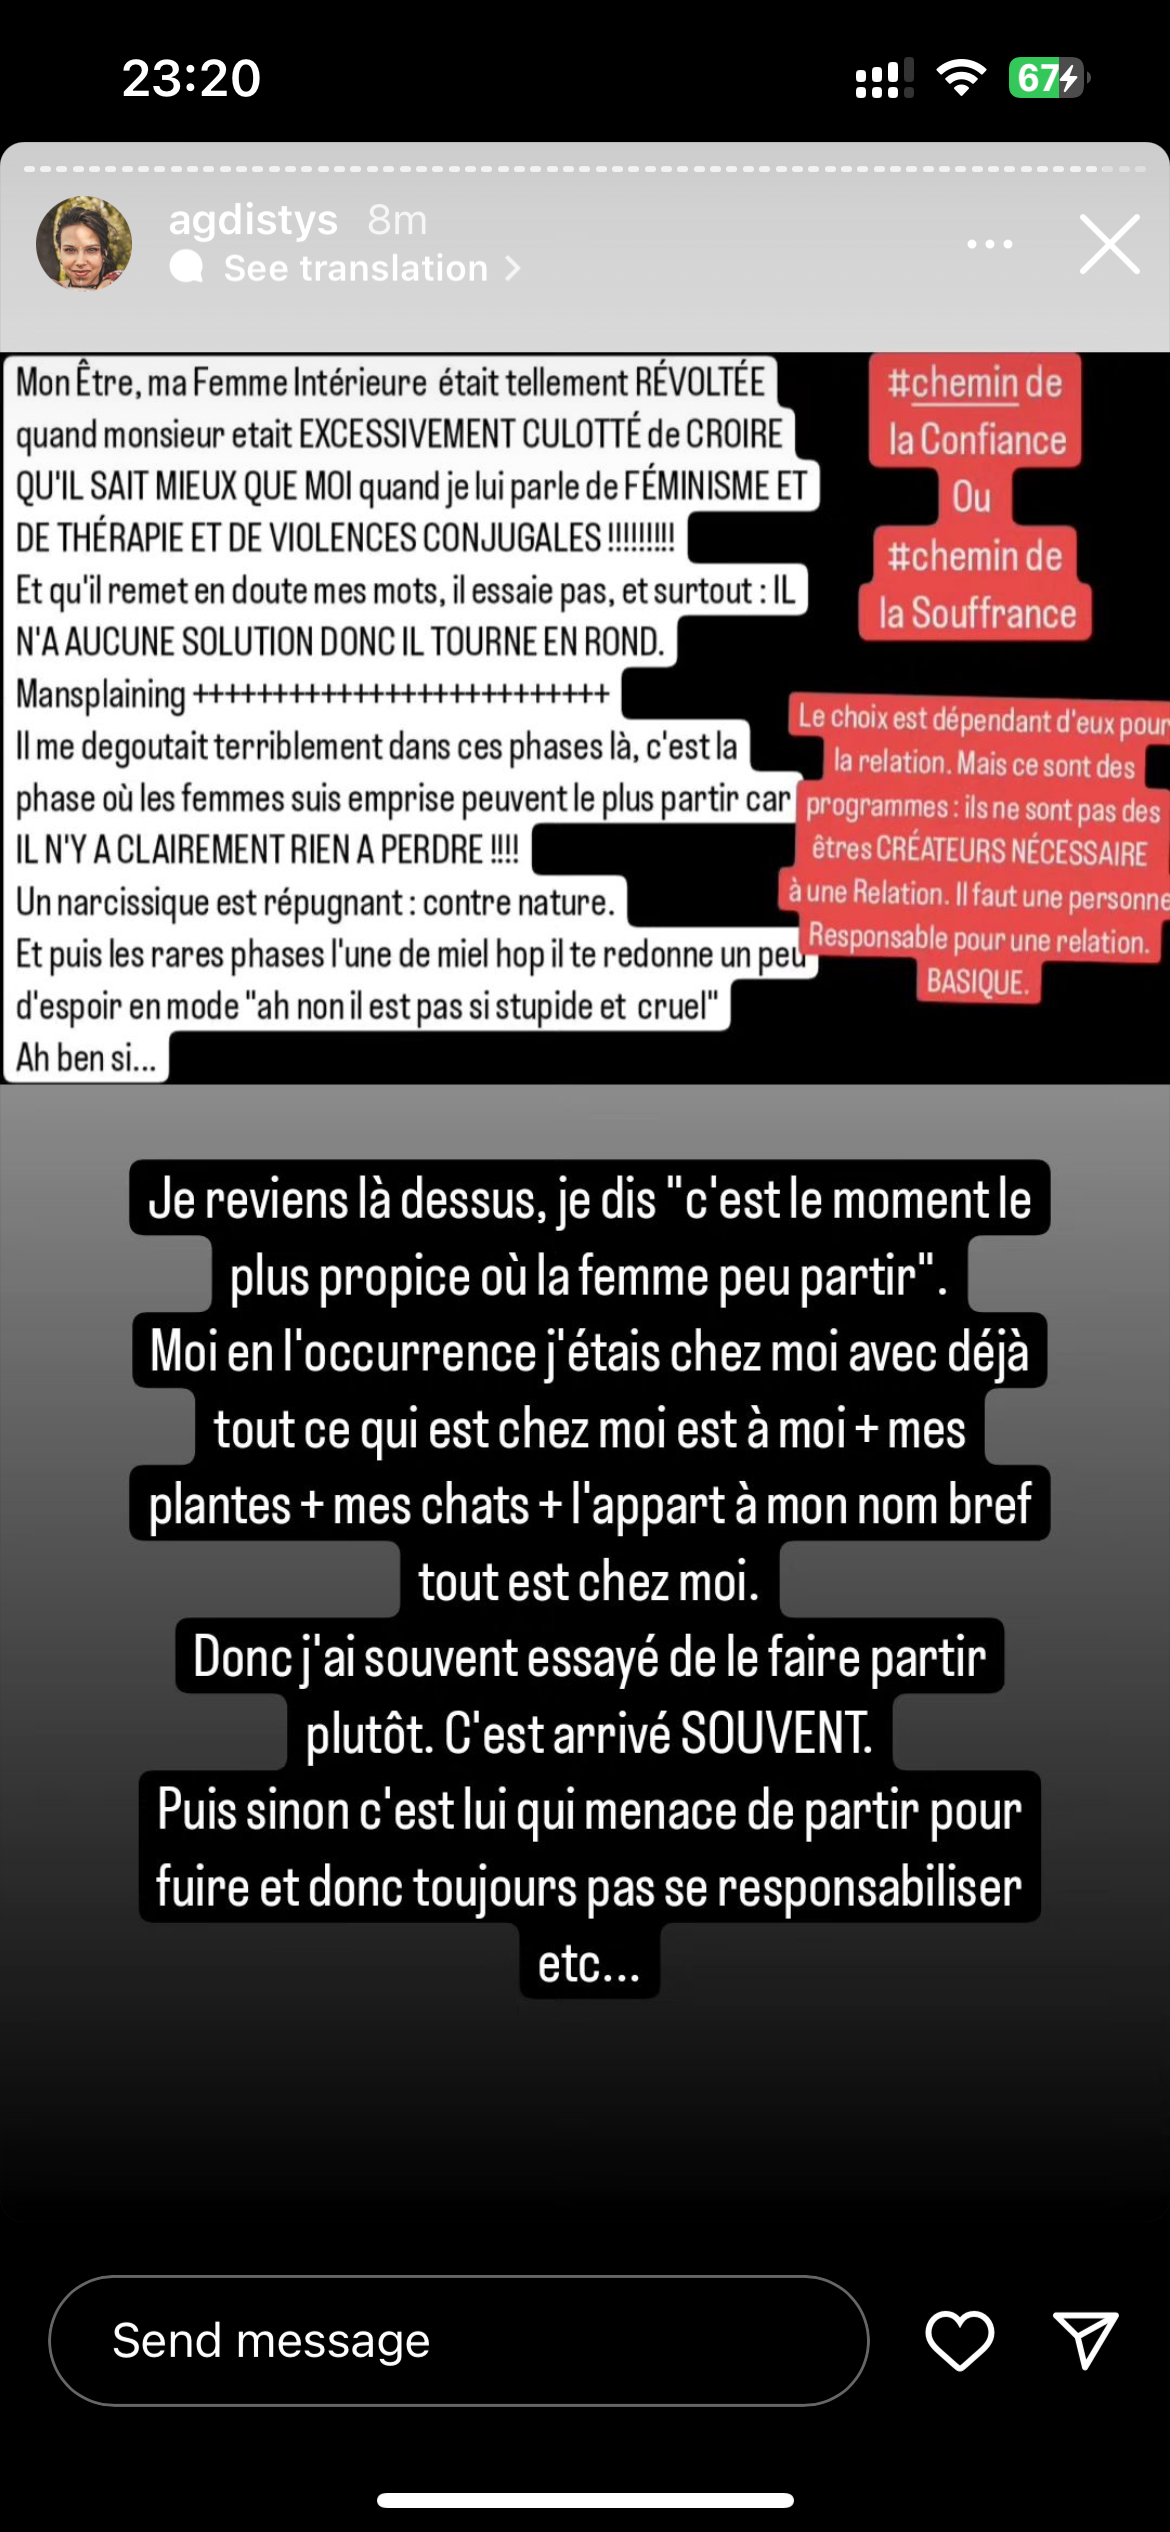 23:20
67
agdistys 8m
See translation
Mon Être, ma Femme Intérieure était tellement RÉVOLTÉE
quand monsieur etait EXCESSIVEMENT CULOTTÉ de CROIRE
QU'IL SAIT MIEUX QUE MOI quand je lui parle de FÉMINISME ET
DE THÉRAPIE ET DE VIOLENCES CONJUGALES !!!!!!!!!
Et qu'il remet en doute mes mots, il essaie pas, et surtout : IL
N'A AUCUNE SOLUTION DONC IL TOURNE EN ROND.
Mansplaining ++++++++++++++++++++++++++
Il me degoutait terriblement dans ces phases là, c'est la
phase où les femmes suis emprise peuvent le plus partir car
IL N'Y A CLAIREMENT RIEN A PERDRE !!!!
Un narcissique est répugnant : contre nature.
Et puis les rares phases l'une de miel hop il te redonne un peu
d'espoir en mode "ah non il est pas si stupide et cruel"
Ah ben si...
#chemin de
la Confiance
Ou
#chemin de
la Souffrance
Le choix est dépendant d'eux pour
la relation. Mais ce sont des
programmes : ils ne sont pas des
êtres CRÉATEURS NÉCESSAIRE
à une Relation. Il faut une personne
Responsable pour une relation.
BASIQUE.
Je reviens là dessus, je dis "c'est le moment le
plus propice où la femme peu partir".
Moi en l'occurrence j'étais chez moi avec déjà
tout ce qui est chez moi est à moi + mes
plantes + mes chats + l'appart à mon nom bref
tout est chez moi.
Donc j'ai souvent essayé de le faire partir
plutôt. C'est arrivé SOUVENT.
Puis sinon c'est lui qui menace de partir pour
fuire et donc toujours pas se responsabiliser
etc...
Send message